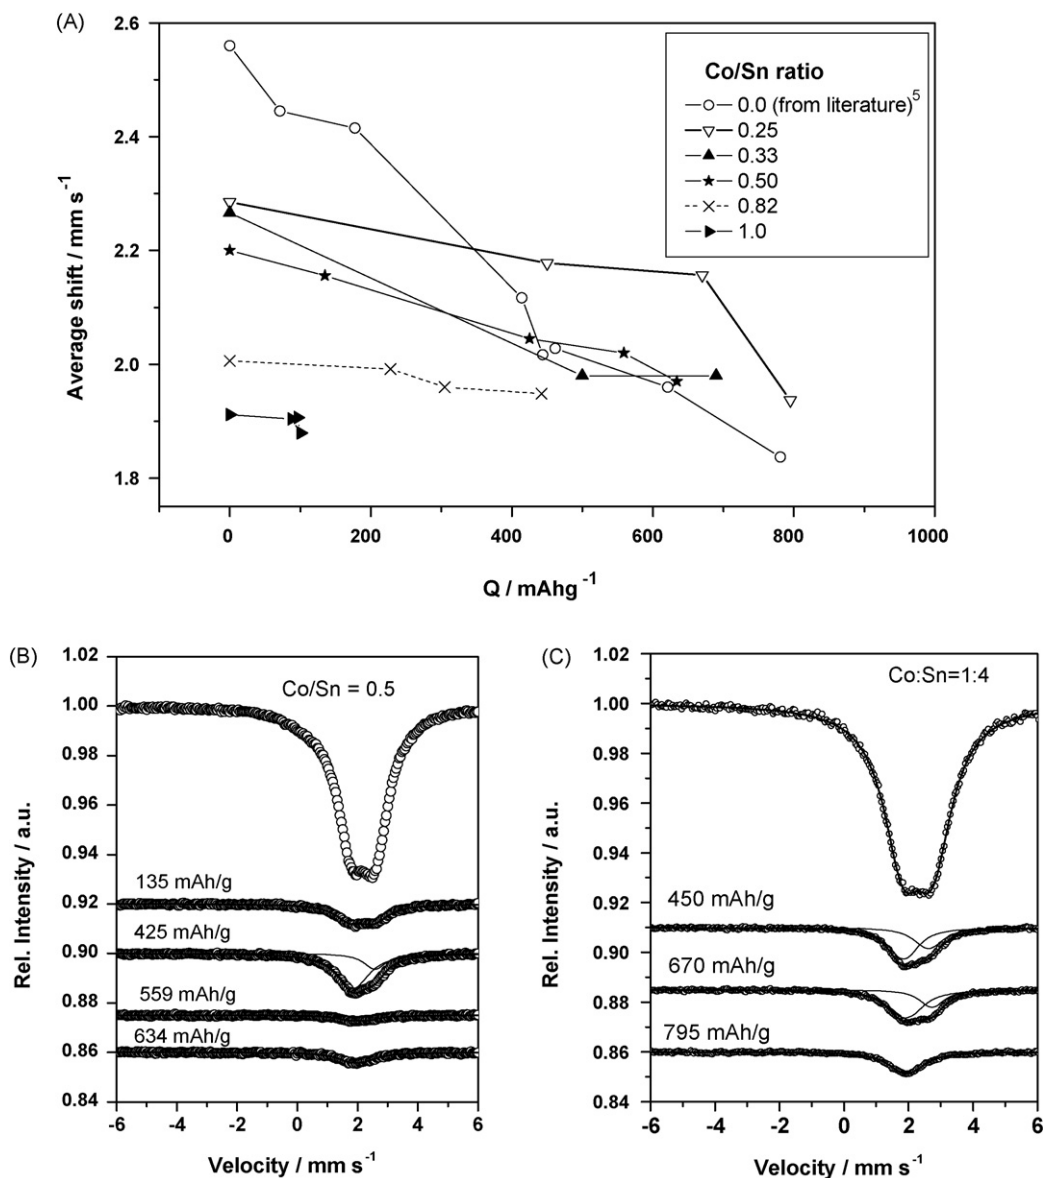 (A)
2.6
2.4
2.2
2.0
1.8
Average shift / mm s⁻¹
Co/Sn ratio
0.0 (from literature)⁵
0.25
0.33
0.50
0.82
1.0
0 200 400 600 800 1000
Q / mAhg⁻¹
(B)
1.02
1.00
0.98
0.96
0.94
0.92
0.90
0.88
0.86
0.84
Rel. Intensity / a.u.
Co/Sn = 0.5
135 mAh/g
425 mAh/g
559 mAh/g
634 mAh/g
-6 -4 -2 0 2 4 6
Velocity / mm s⁻¹
(C)
1.02
1.00
0.98
0.96
0.94
0.92
0.90
0.88
0.86
0.84
Rel. Intensity / a.u.
Co:Sn=1:4
450 mAh/g
670 mAh/g
795 mAh/g
-6 -4 -2 0 2 4 6
Velocity / mm s⁻¹